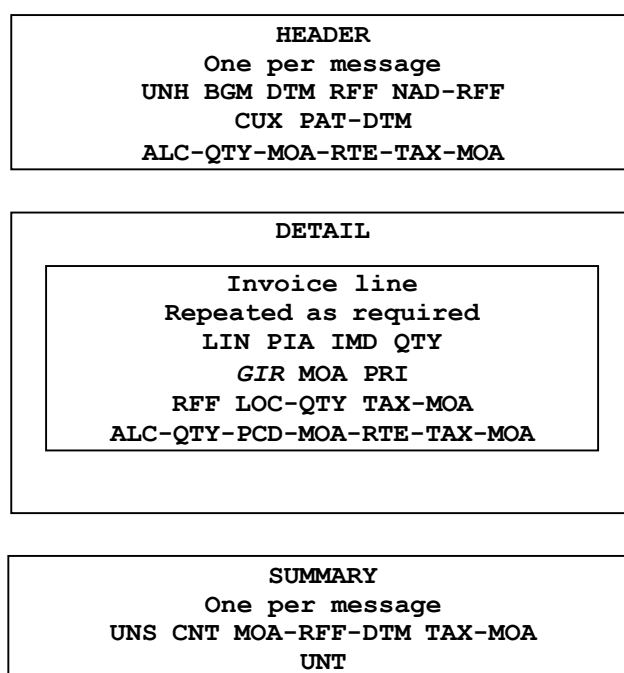 HEADER
One per message
UNH BGM DTM RFF NAD-RFF
CUX PAT-DTM
ALC-QTY-MOA-RTE-TAX-MOA
DETAIL
Invoice line
Repeated as required
LIN PIA IMD QTY
GIR MOA PRI
RFF LOC-QTY TAX-MOA
ALC-QTY-PCD-MOA-RTE-TAX-MOA
SUMMARY
One per message
UNS CNT MOA-RFF-DTM TAX-MOA
UNT